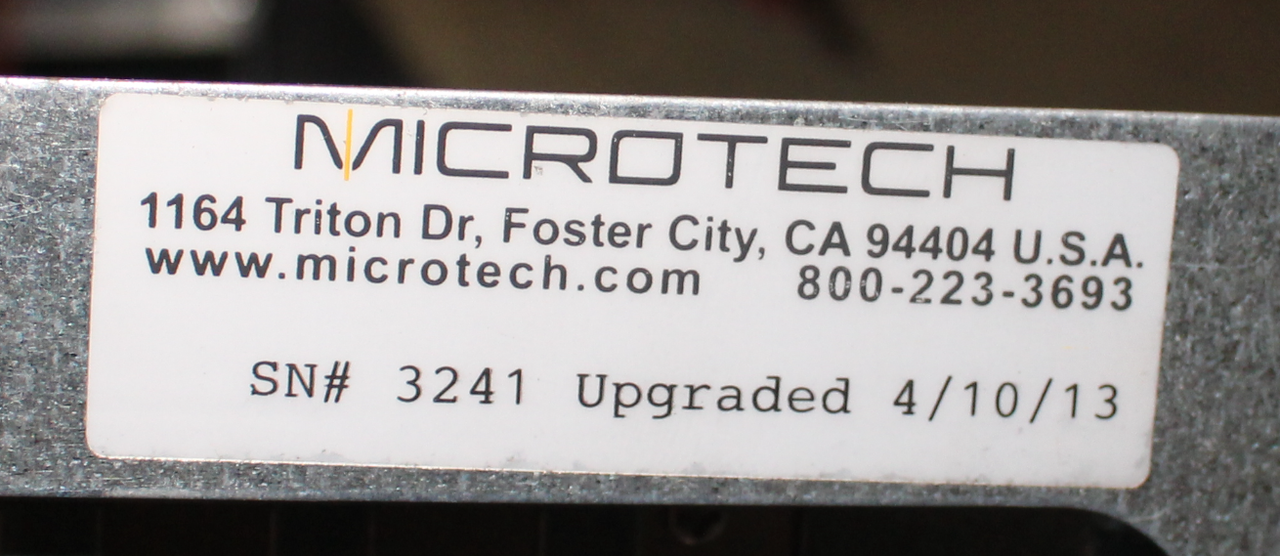 MICROTECH
1164 Triton Dr, Foster City, CA 94404 U.S.A.
www.microtech.com 800-223-3693
SN# 3241 Upgraded 4/10/13